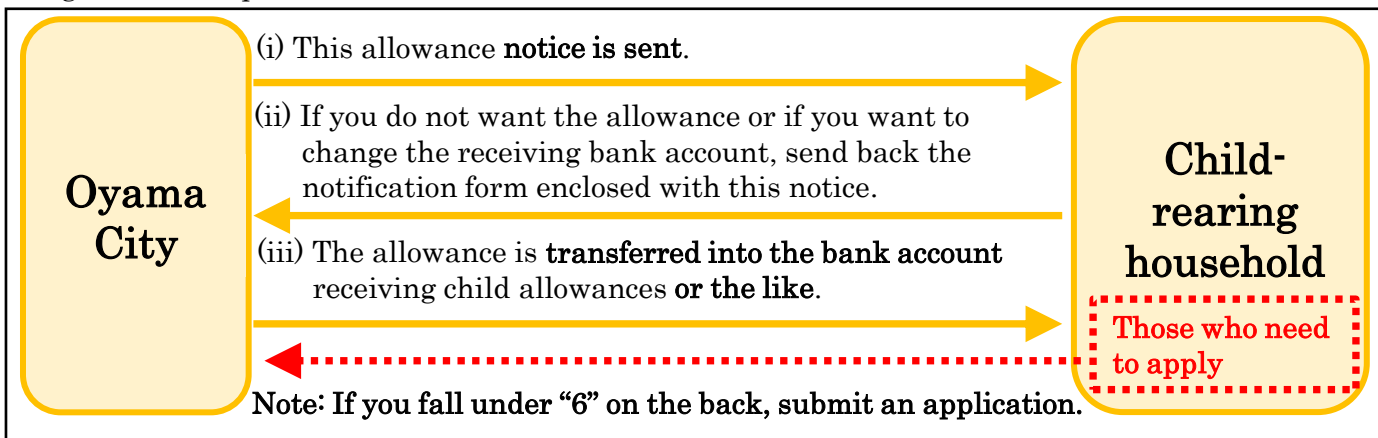 Oyama
City
(i) This allowance notice is sent.
(ii) If you do not want the allowance or if you want to
change the receiving bank account, send back the
notification form enclosed with this notice.
(iii) The allowance is transferred into the bank account
receiving child allowances or the like.
Note: If you fall under “6” on the back, submit an application.
Child-
rearing
household
Those who need
to apply